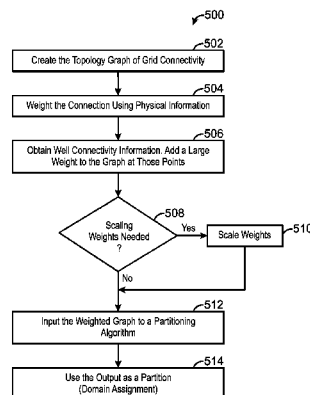 500
502
Create the Topology Graph of Grid Connectivity
504
Weight the Connection Using Physical Information
506
Obtain Well Connectivity Information. Add a Large
Weight to the Graph at Those Points
508
Scaling
Weights Needed
?
Yes
510
Scale Weights
No
512
Input the Weighted Graph to a Partitioning
Algorithm
514
Use the Output as a Partition
(Domain Assignment)